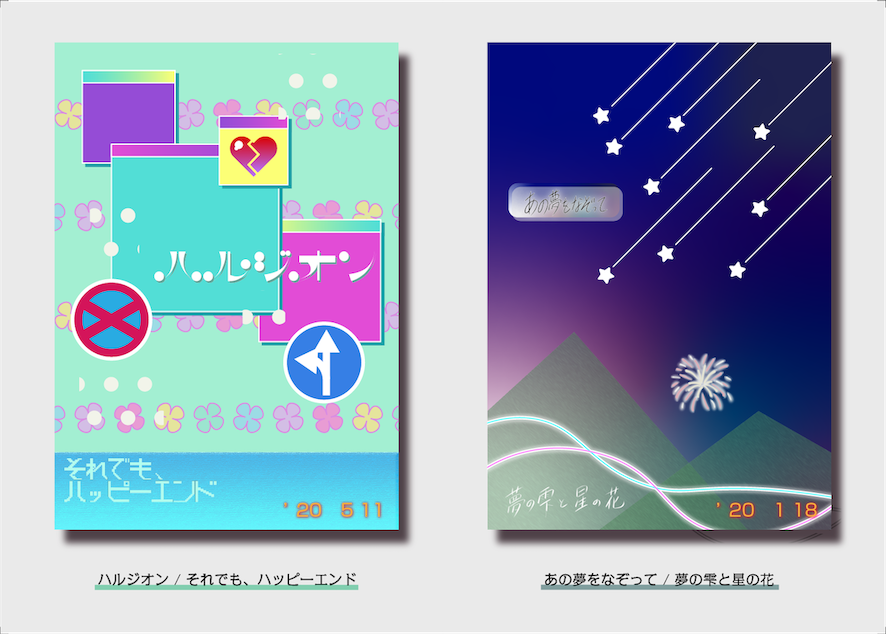 ハルジオン
それでも、
ハッピーエンド
'20 5 11
ハルジオン / それでも、ハッピーエンド
あの夢をなぞって
夢の雫と星の花
'20 1 18
あの夢をなぞって / 夢の雫と星の花